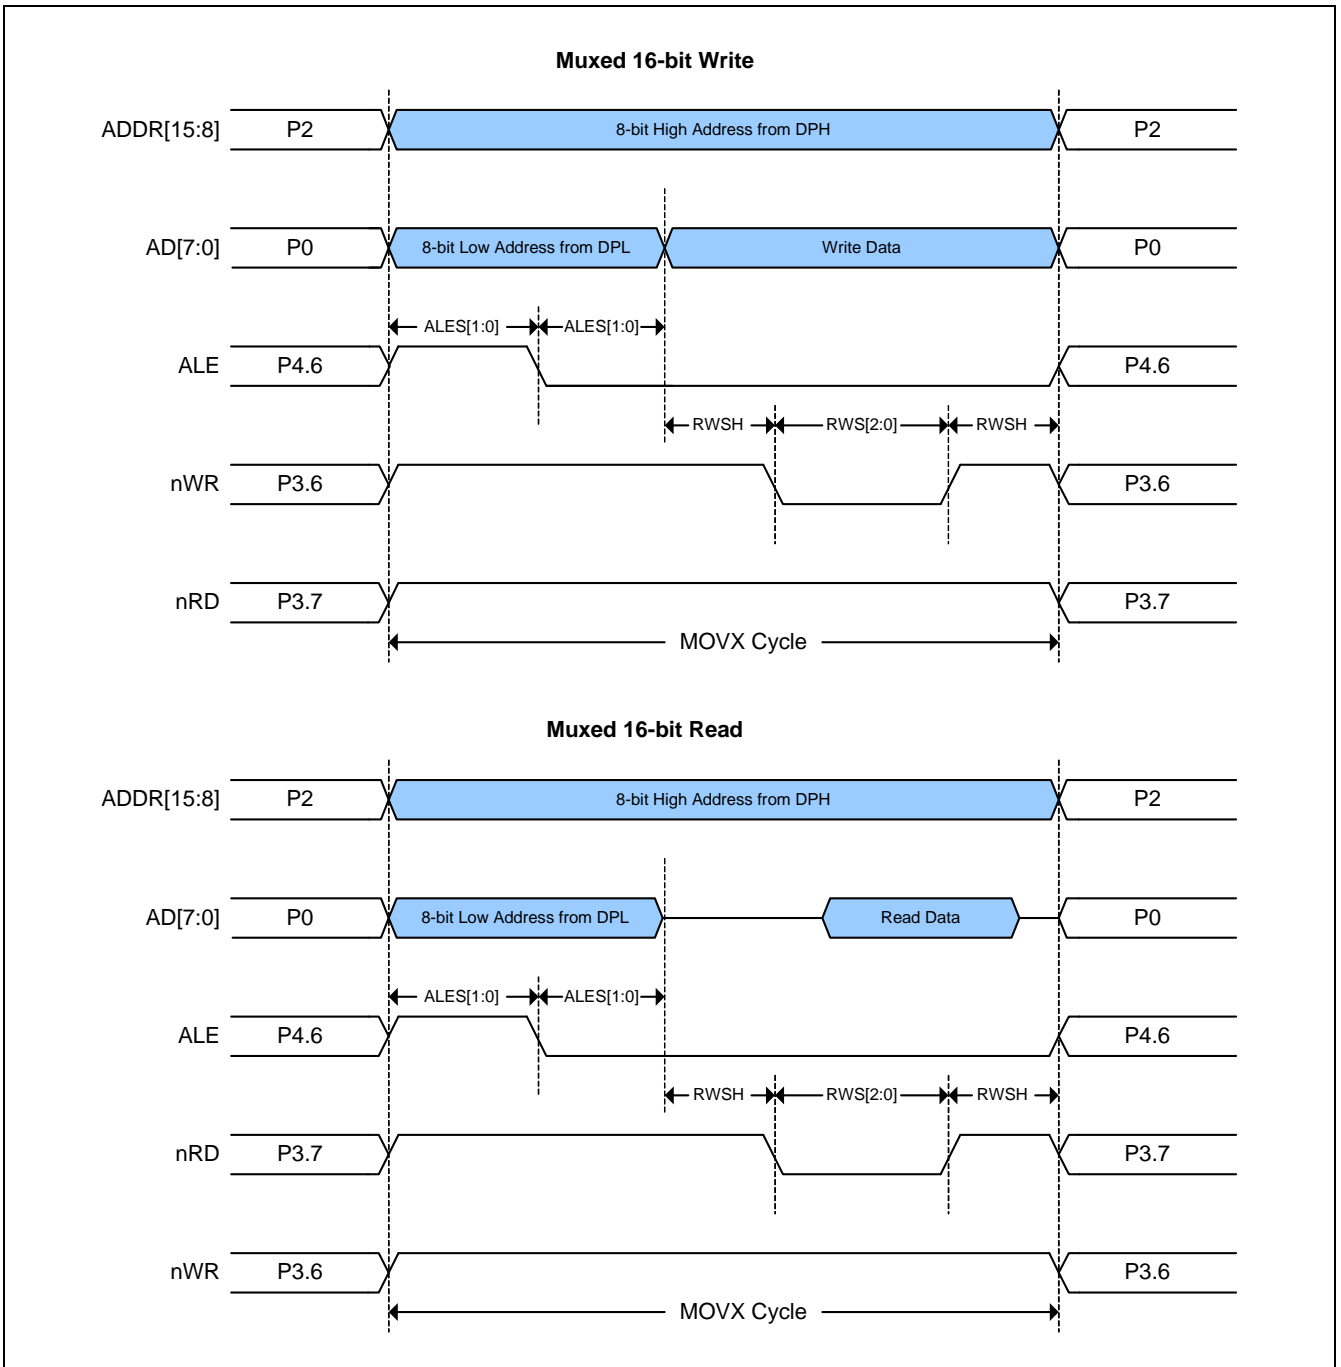 Muxed 16-bit Write
ADDR[15:8] P2 8-bit High Address from DPH P2
AD[7:0] P0 8-bit Low Address from DPL Write Data P0
ALES[1:0] ALES[1:0]
ALE P4.6 P4.6
RWSH RWS[2:0] RWSH
nWR P3.6 P3.6
nRD P3.7 P3.7
MOVX Cycle
Muxed 16-bit Read
ADDR[15:8] P2 8-bit High Address from DPH P2
AD[7:0] P0 8-bit Low Address from DPL Read Data P0
ALES[1:0] ALES[1:0]
ALE P4.6 P4.6
RWSH RWS[2:0] RWSH
nRD P3.7 P3.7
nWR P3.6 P3.6
MOVX Cycle